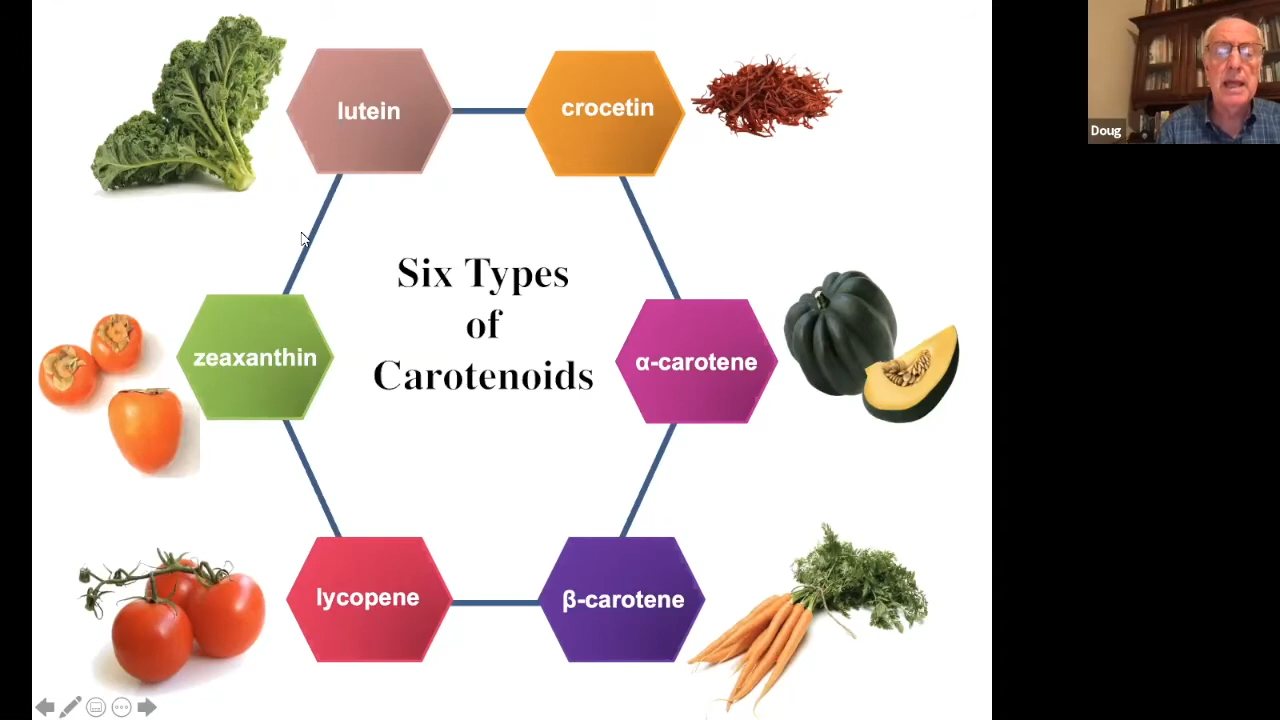 lutein
crocetin
Doug
Six Types
of
Carotenoids
zeaxanthin
α-carotene
lycopene
β-carotene